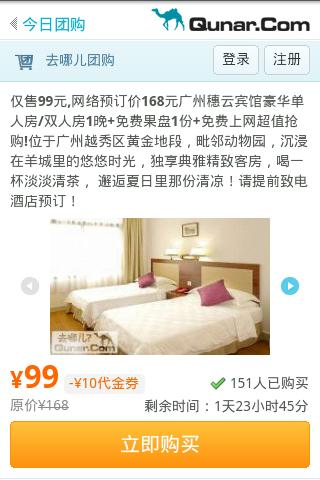 今日团购
Qunar.Com
去哪儿团购
登录
注册
仅售99元,网络预订价168元广州穗云宾馆豪华单
人房/双人房1晚+免费果盘1份+免费上网超值抢
购!位于广州越秀区黄金地段，毗邻动物园，沉浸
在羊城里的悠悠时光，独享典雅精致客房，喝一
杯淡淡清茶， 邂逅夏日里那份清凉！请提前致电
酒店预订！
去哪儿?
Qunar.Com
¥99
-¥10代金券
151人已购买
原价¥168
剩余时间：1天23小时45分
立即购买